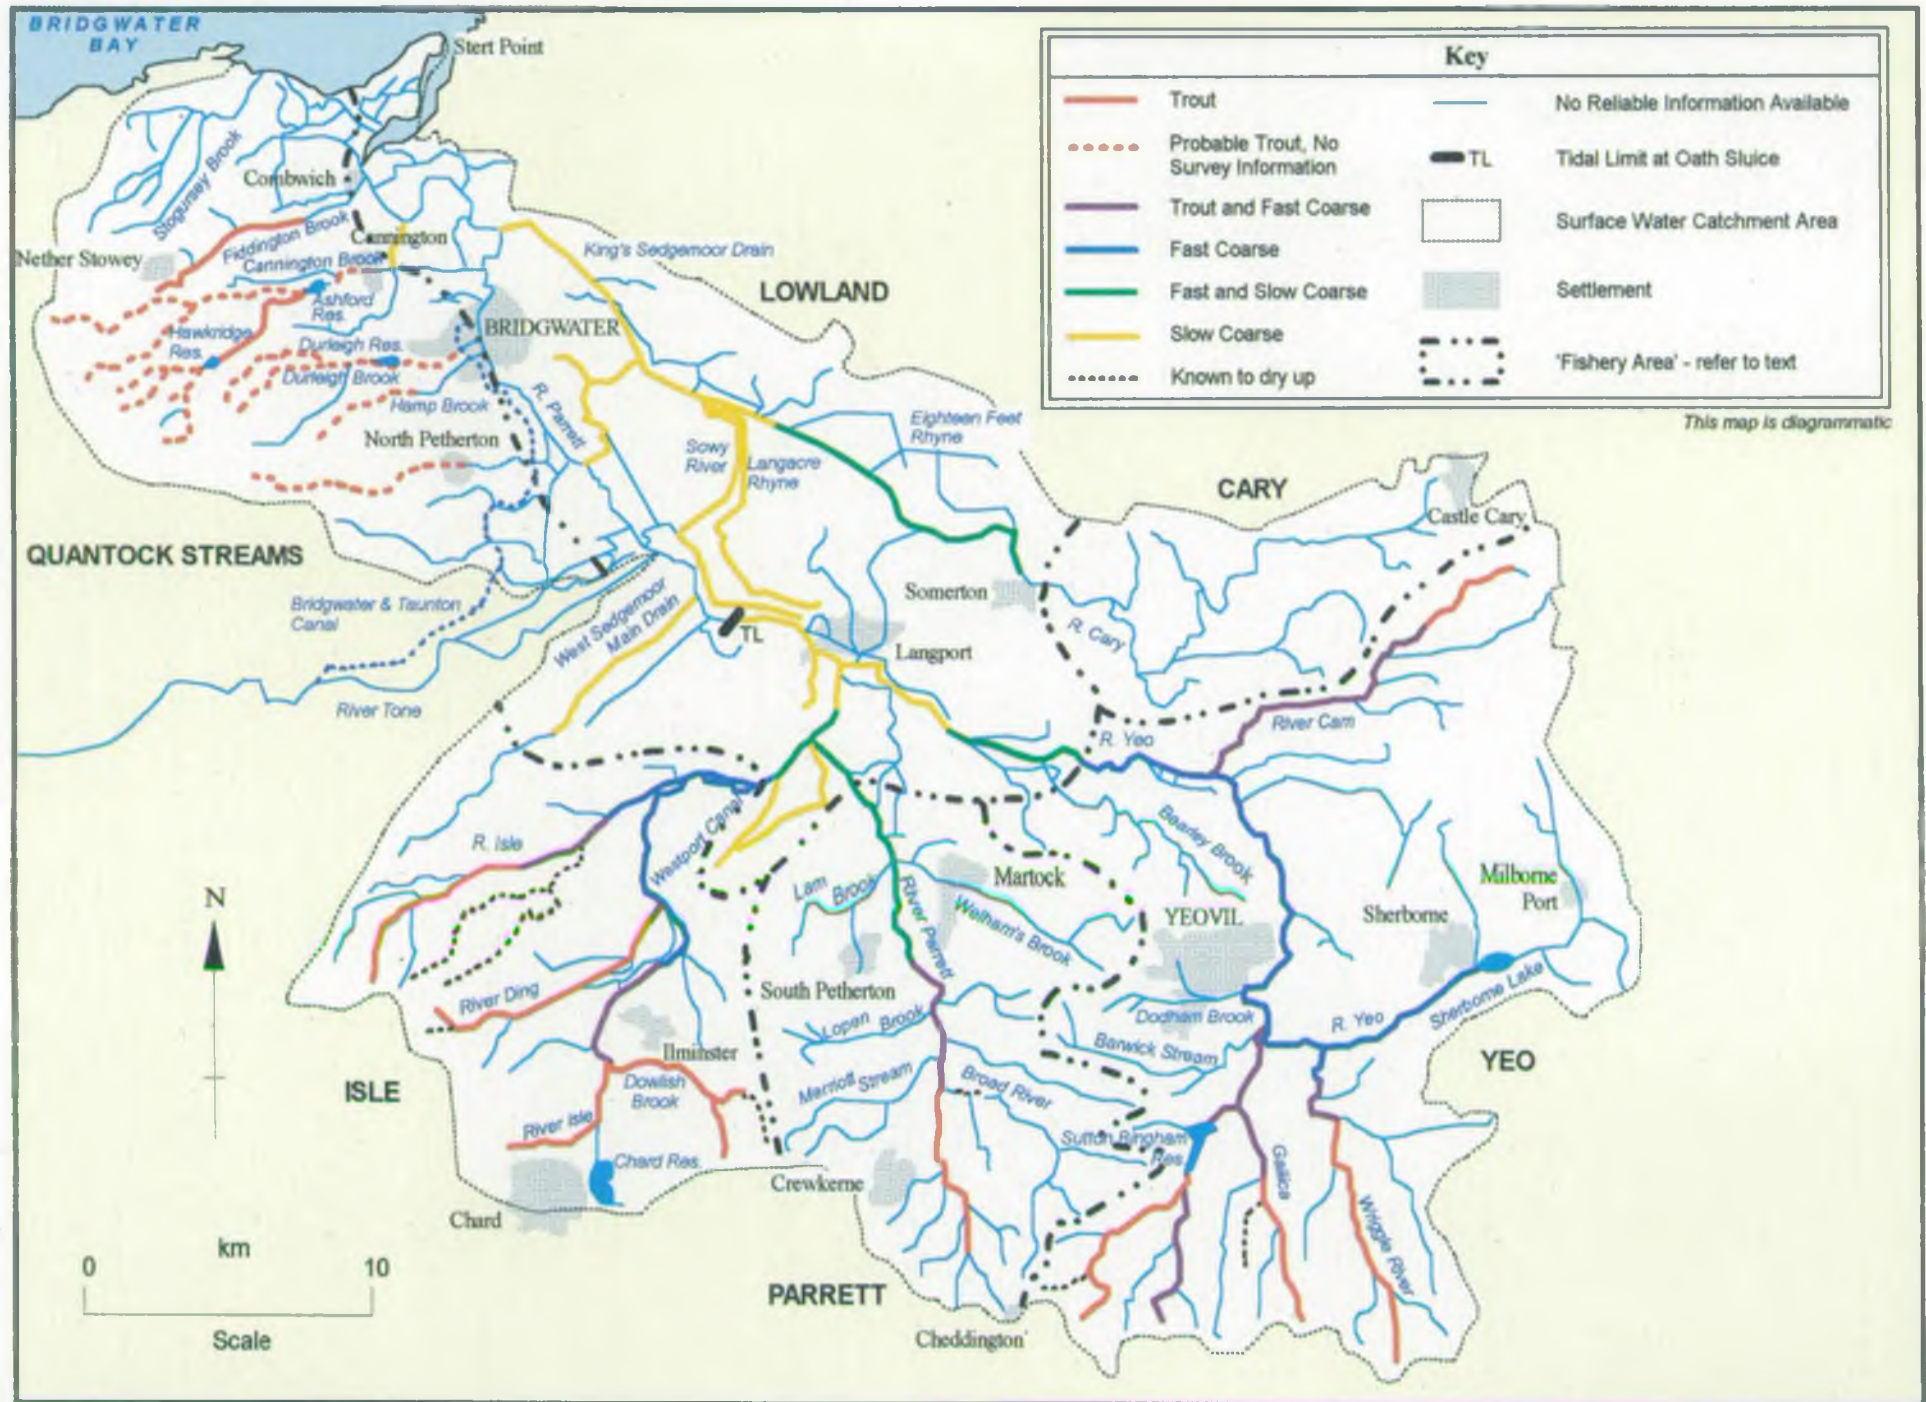 BRIDGWATER
BAY
Stert Point
Key
Trout
Probable Trout, No
Survey Information
Trout and Fast Coarse
Fast Coarse
Fast and Slow Coarse
Slow Coarse
Known to dry up
No Reliable Information Available
TL
Tidal Limit at Oath Sluice
Surface Water Catchment Area
Settlement
'Fishery Area' - refer to text
This map is diagrammatic
Stogursey Brook
Combwich
Fiddington Brook
Cannington
Cannington Brook
Nether Stowey
Ashford
Res.
Hawkridge
Res.
Durleigh Res.
Durleigh Brook
Hamp Brook
BRIDGWATER
King's Sedgemoor Drain
LOWLAND
R. Parrett
North Petherton
Sowy
River
Langacre
Rhyne
Eighteen Feet
Rhyne
CARY
Castle Cary
QUANTOCK STREAMS
Bridgwater & Taunton
Canal
West Sedgemoor
Main Drain
TL
Somerton
Langport
R. Cary
River Tone
River Cam
R. Yeo
R. Isle
Westport Canal
Lam
Brook
River Parrett
Martock
Welham's Brook
Bearley Brook
YEOVIL
Sherborne
Milborne
Port
N
River Ding
South Petherton
Lopen Brook
Dodham Brook
Barwick Stream
R. Yeo
Sherborne Lake
YEO
Ilminster
ISLE
Dowlish
Brook
Merriott Stream
Broad River
River Isle
Sutton Bingham
Res.
Chard Res.
Crewkerne
Gallica
Wriggle River
Chard
km
0
10
Scale
PARRETT
Cheddington